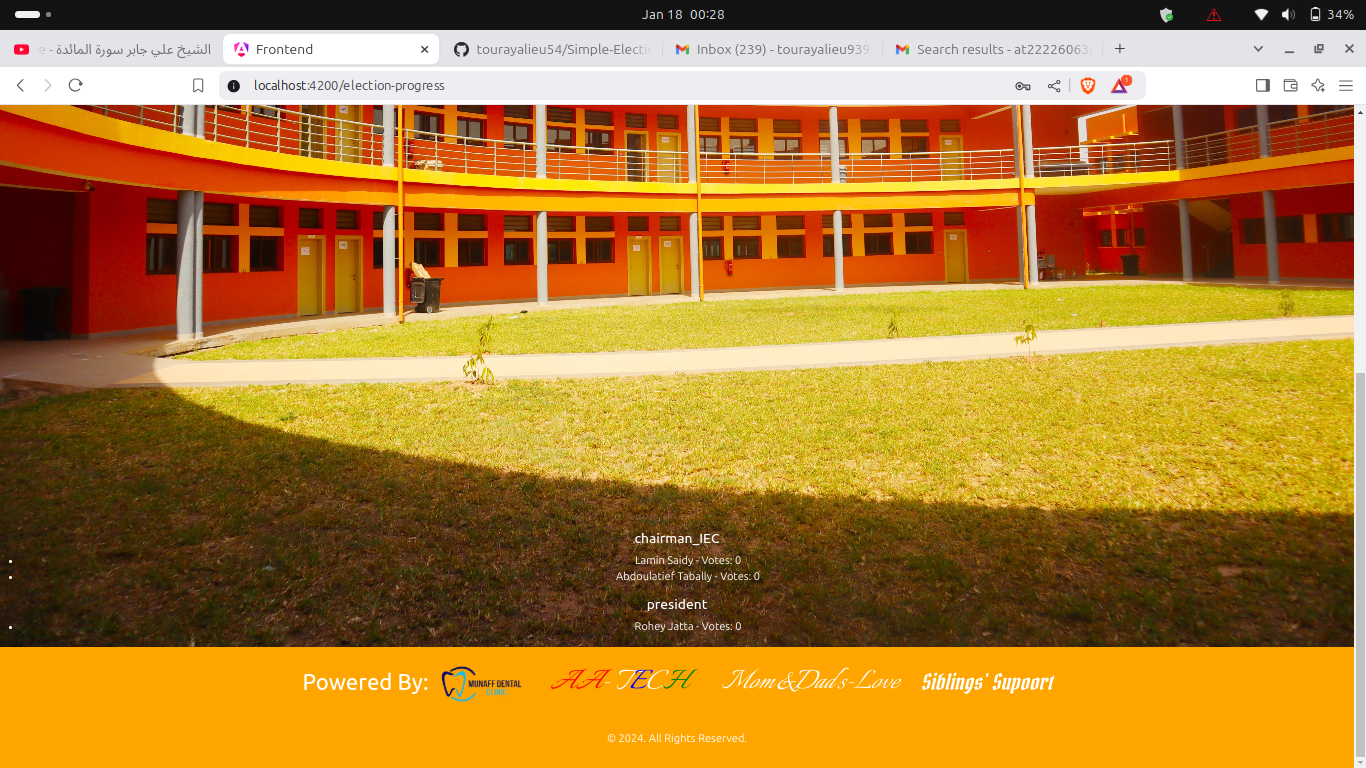 Jan 18 00:28
34%
الشيخ علي جابر سورة المائدة - e
Frontend
tourayalieu54/Simple-Electi
Inbox (239) - tourayalieu939
Search results - at22226063
localhost:4200/election-progress
1
chairman_IEC
Lamin Saidy - Votes: 0
Abdoulatief Tabally - Votes: 0
president
Rohey Jatta - Votes: 0
Powered By:
MUNAFF DENTAL
CLINIC
AA-TECH
Mom&Dad's-Love
Siblings' Supoort
© 2024. All Rights Reserved.